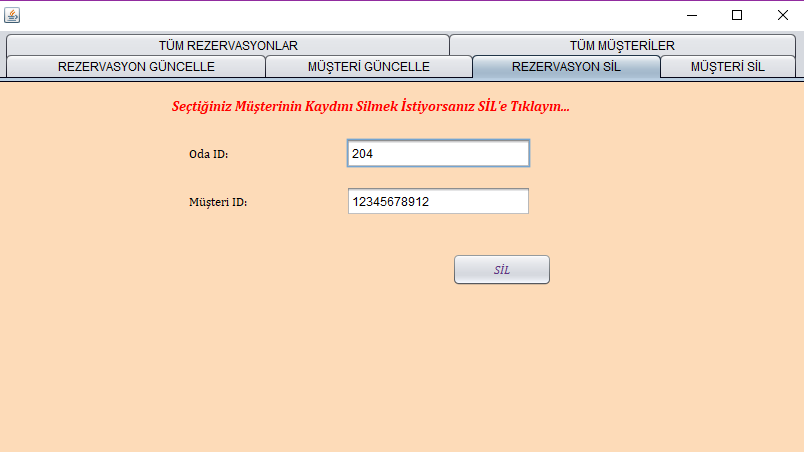 TÜM REZERVASYONLAR TÜM MÜŞTERİLER
REZERVASYON GÜNCELLE MÜŞTERİ GÜNCELLE REZERVASYON SİL MÜŞTERİ SİL
Seçtiğiniz Müşterinin Kaydını Silmek İstiyorsanız SİL'e Tıklayın...
Oda ID: 204
Müşteri ID: 12345678912
SİL